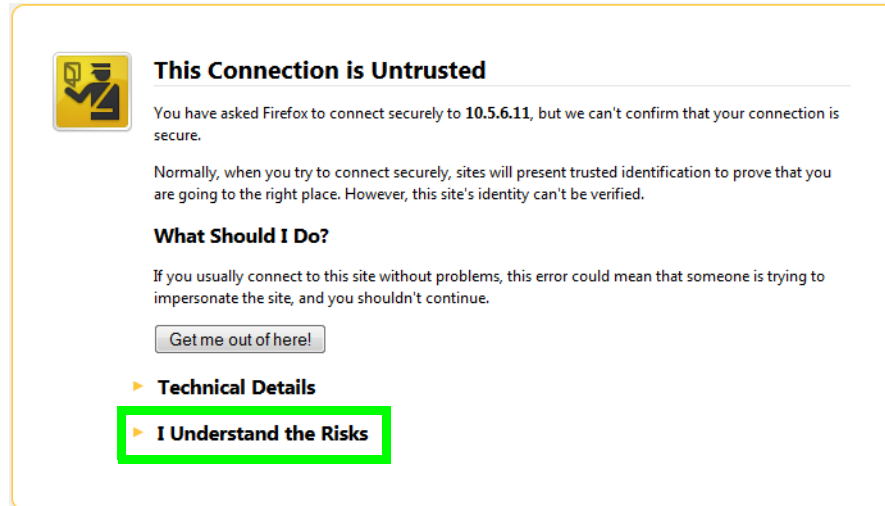 This Connection is Untrusted
You have asked Firefox to connect securely to 10.5.6.11, but we can't confirm that your connection is
secure.
Normally, when you try to connect securely, sites will present trusted identification to prove that you
are going to the right place. However, this site's identity can't be verified.
What Should I Do?
If you usually connect to this site without problems, this error could mean that someone is trying to
impersonate the site, and you shouldn't continue.
Get me out of here!
Technical Details
I Understand the Risks